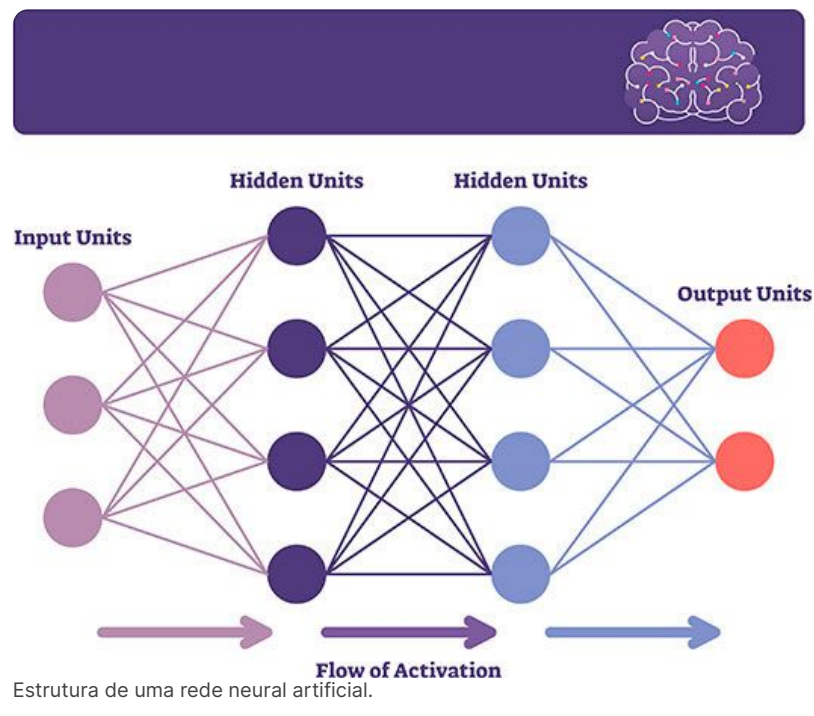 Hidden Units
Hidden Units
Input Units
Output Units
Flow of Activation
Estrutura de uma rede neural artificial.